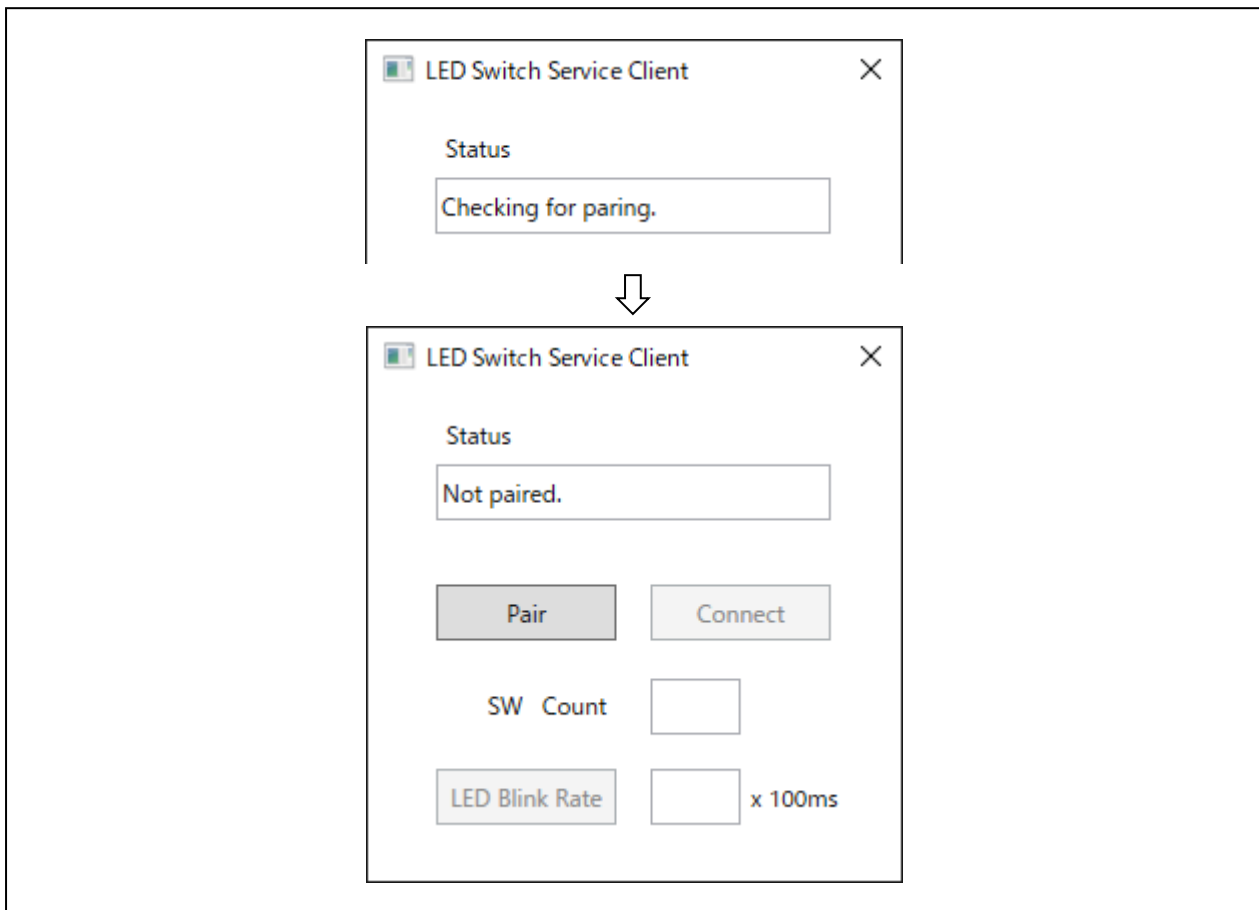 LED Switch Service Client
Status
Checking for paring.
LED Switch Service Client
Status
Not paired.
Pair Connect
SW Count
LED Blink Rate x 100ms